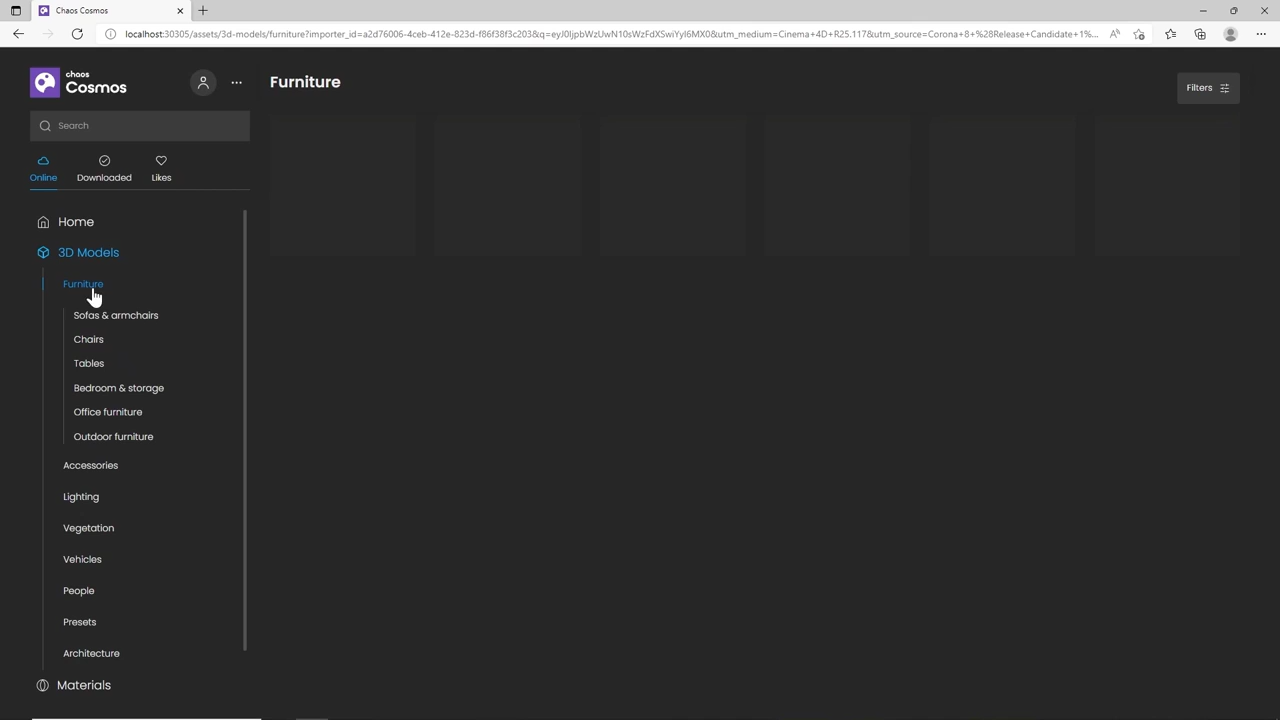 Chaos Cosmos
localhost:30305/assets/3d-models/furniture?importer_id=a2d76006-4ceb-412e-823d-f86f38f3c203&q=eyJ0IjpbWzUwN10sWzFdXSwiYyI6MX0&utm_medium=Cinema+4D+R25.117&utm_source=Corona+8+%28Release+Candidate+1%...
chaos
Cosmos
Furniture
Filters
Search
Online
Downloaded
Likes
Home
3D Models
Furniture
Sofas & armchairs
Chairs
Tables
Bedroom & storage
Office furniture
Outdoor furniture
Accessories
Lighting
Vegetation
Vehicles
People
Presets
Architecture
Materials